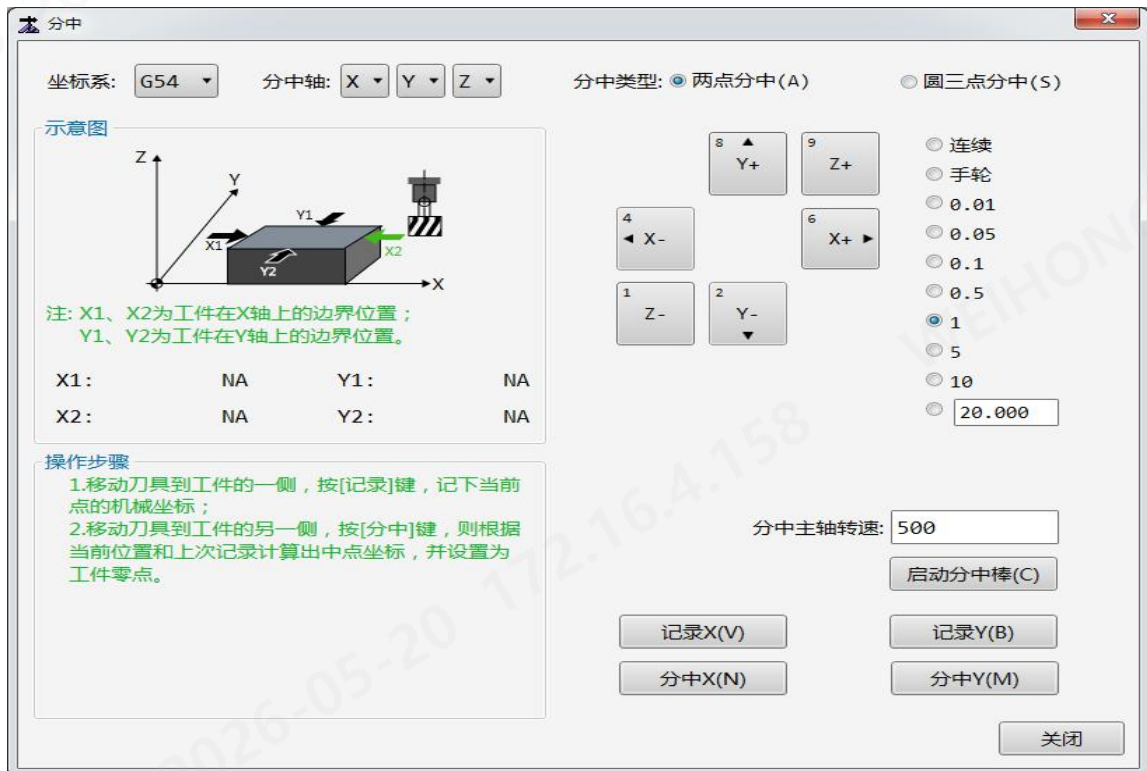 分中
坐标系: G54 分中轴: X Y Z 分中类型: 两点分中(A) 圆三点分中(S)
示意图
Z
Y
Y1
X1
X2
Y2
X
注: X1、X2为工件在X轴上的边界位置；
Y1、Y2为工件在Y轴上的边界位置。
X1: NA Y1: NA
X2: NA Y2: NA
操作步骤
1.移动刀具到工件的一侧，按[记录]键，记下当前
点的机械坐标；
2.移动刀具到工件的另一侧，按[分中]键，则根据
当前位置和上次记录计算出中点坐标，并设置为
工件零点。
8 Y+
9 Z+
4 X-
6 X+
1 Z-
2 Y-
连续
手轮
0.01
0.05
0.1
0.5
1
5
10
20.000
分中主轴转速: 500
启动分中棒(C)
记录X(V) 记录Y(B)
分中X(N) 分中Y(M)
关闭
WEIHONG
2026-05-20 172.16.4.158